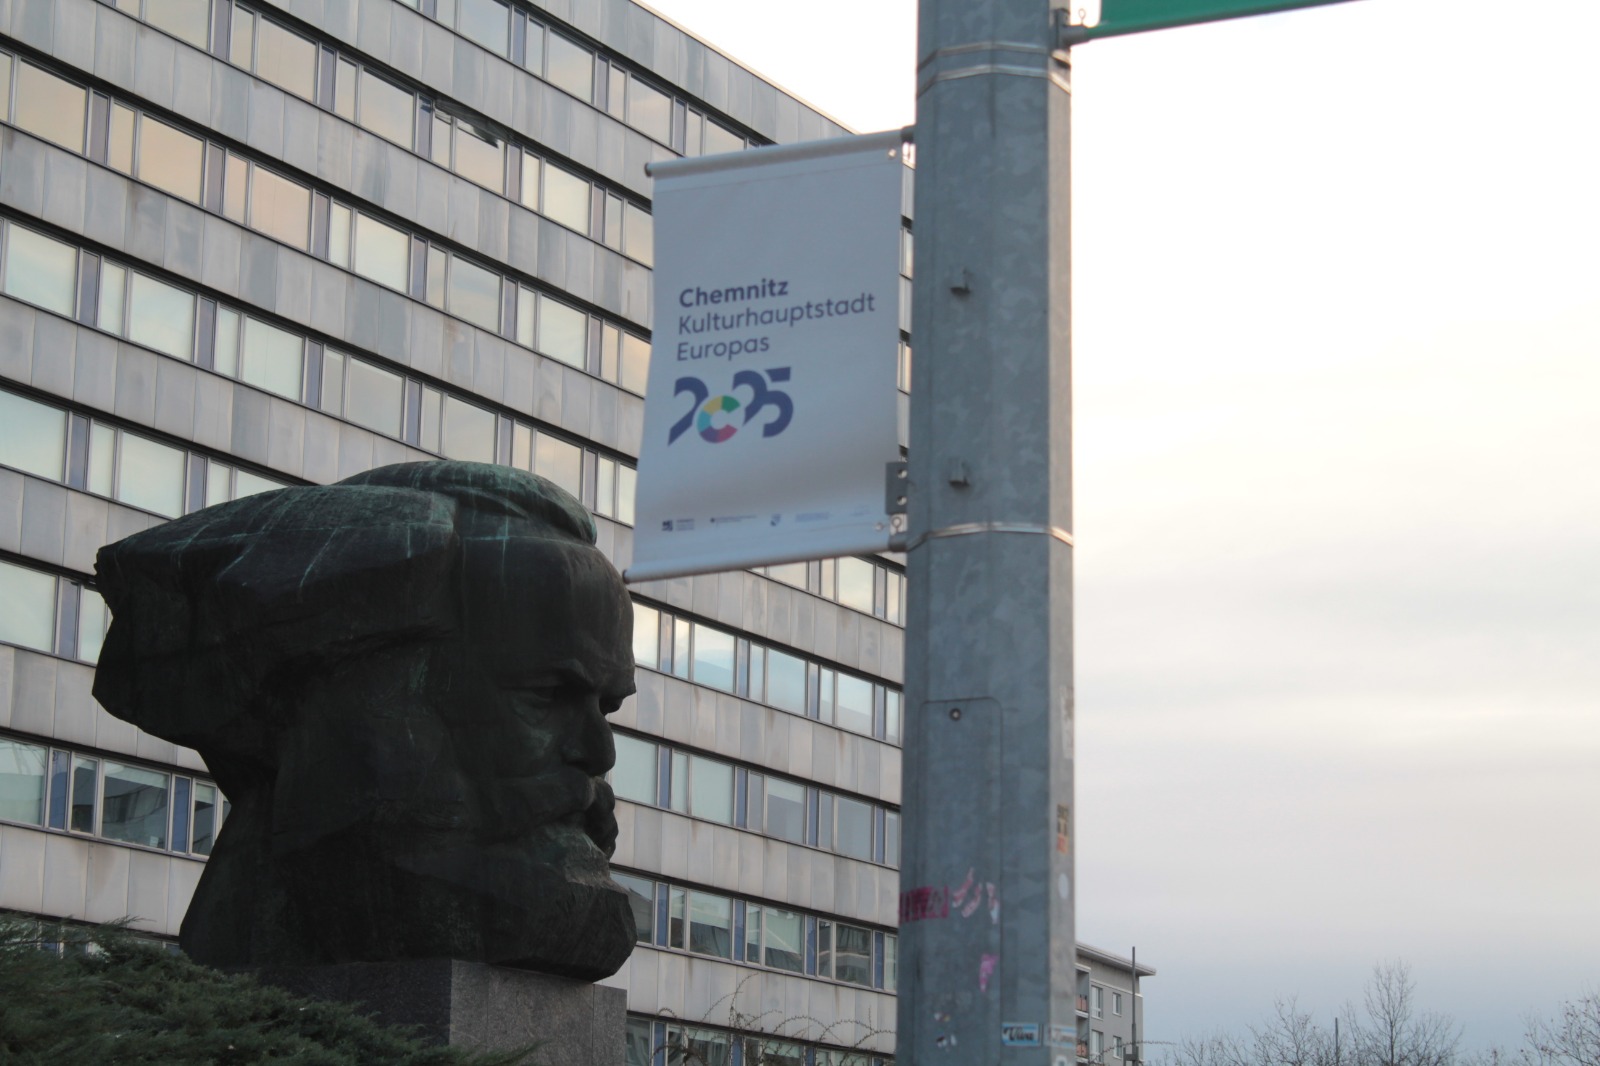 Chemnitz
Kulturhauptstadt
Europas
2025